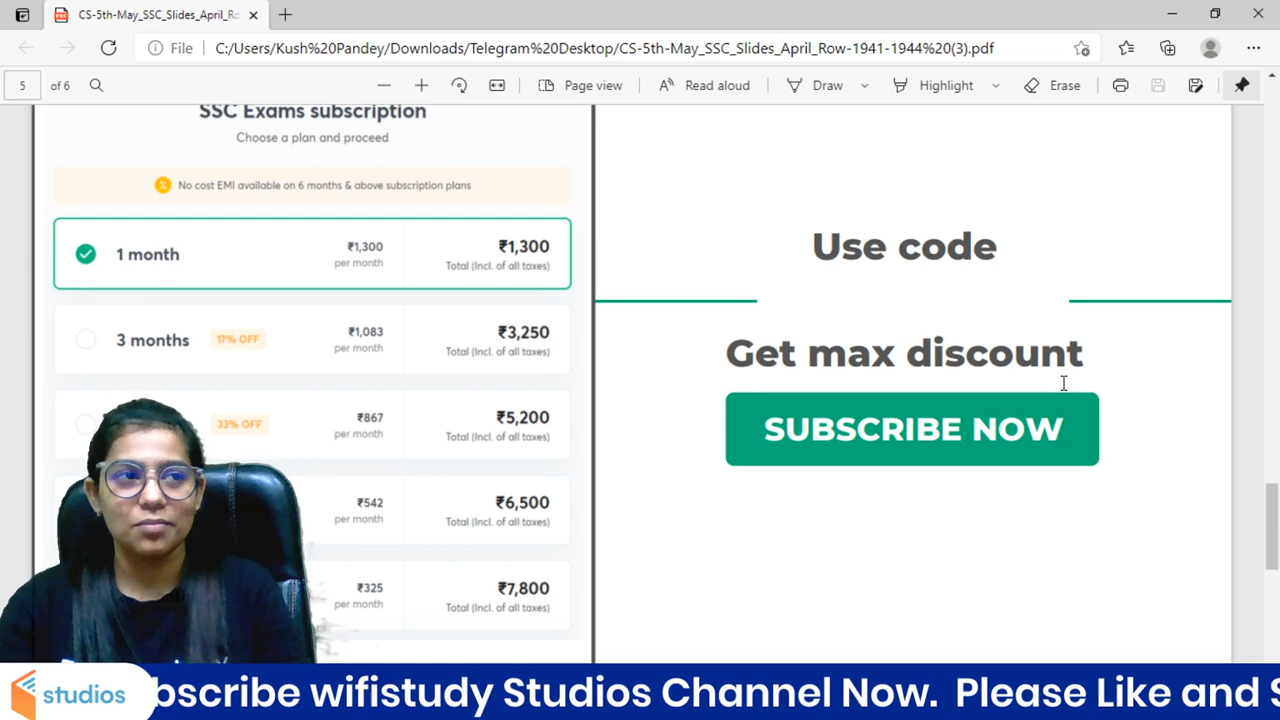 CS-5th-May_SSC_Slides_April_Ro
File
C:/Users/Kush%20Pandey/Downloads/Telegram%20Desktop/CS-5th-May_SSC_Slides_April_Row-1941-1944%20(3).pdf
5 of 6
Page view
Read aloud
Draw
Highlight
Erase
SSC Exams subscription
Choose a plan and proceed
% No cost EMI available on 6 months & above subscription plans
1 month ₹1,300 ₹1,300
per month Total (Incl. of all taxes)
3 months 17% OFF ₹1,083 ₹3,250
per month Total (Incl. of all taxes)
33% OFF ₹867 ₹5,200
per month Total (Incl. of all taxes)
₹542 ₹6,500
per month Total (Incl. of all taxes)
₹325 ₹7,800
per month Total (Incl. of all taxes)
Use code
Get max discount
SUBSCRIBE NOW
studios
bscribe wifistudy Studios Channel Now. Please Like and S